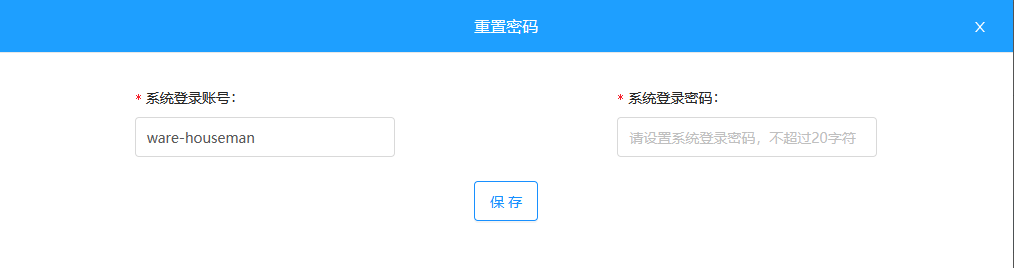 重置密码
* 系统登录账号：
* 系统登录密码：
ware-houseman
请设置系统登录密码，不超过20字符
保 存